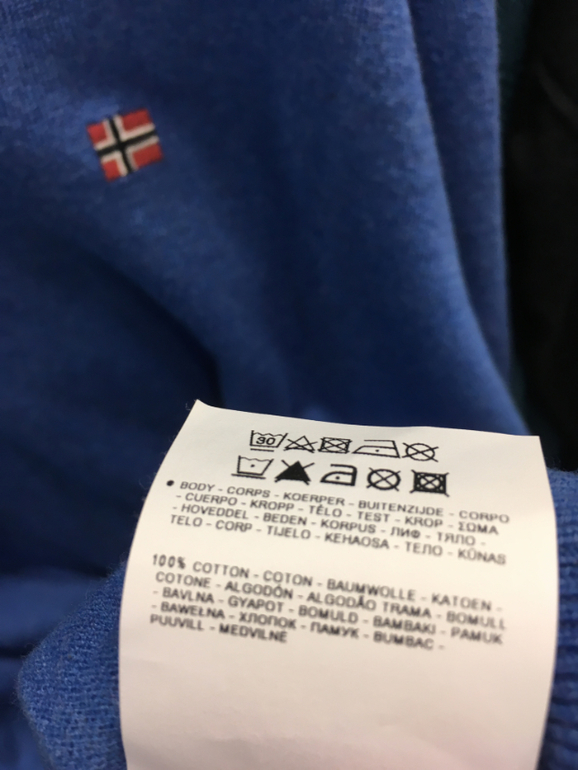 30
• BODY - CORPS - KOERPER - BUITENZIJDE - CORPO
- CUERPO - KROPP - TĚLO - TEST - KROP - ΣΩΜΑ
- HOVEDDEL - BEDEN - KORPUS - ЛИФ - ТЯЛО -
TELO - CORP - TIJELO - KEHAOSA - ТЕЛО - KŪNAS
100% COTTON - COTON - BAUMWOLLE - KATOEN -
COTONE - ALGODÓN - ALGODÃO TRAMA - BOMULL
- BAVLNA - GYAPOT - BOMULD - BAMBAKI - PAMUK
- BAWEŁNA - ХЛОПОК - ПАМУК - BUMBAC -
PUUVILL - MEDVILNĖ